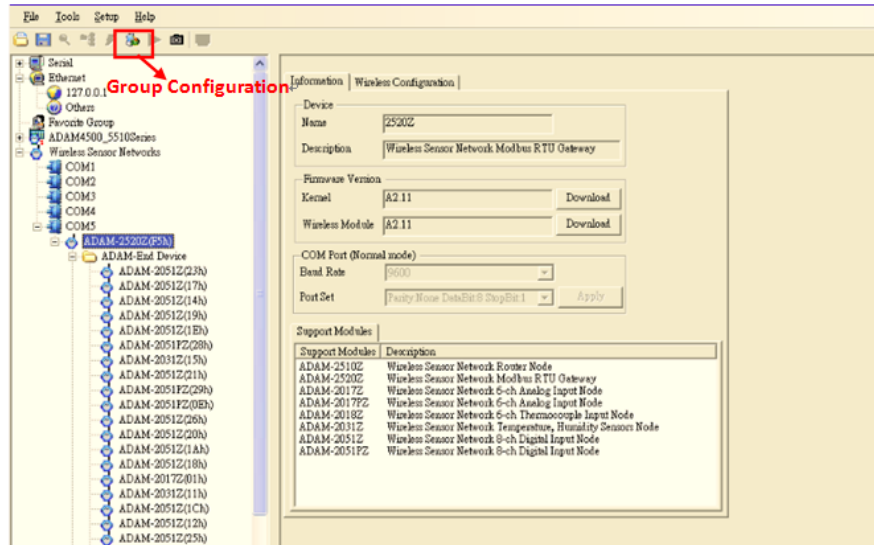 File Tools Setup Help
Serial
Ethernet
127.0.0.1
Group Configuration
Others
Favorite Group
ADAM4500_5510Series
Wireless Sensor Networks
COM1
COM2
COM3
COM4
COM5
ADAM-2520Z(F5h)
ADAM-End Device
ADAM-2051Z(23h)
ADAM-2051Z(17h)
ADAM-2051Z(14h)
ADAM-2051Z(19h)
ADAM-2051Z(1Eh)
ADAM-2051PZ(28h)
ADAM-2031Z(15h)
ADAM-2051Z(21h)
ADAM-2051PZ(29h)
ADAM-2051PZ(0Eh)
ADAM-2051Z(26h)
ADAM-2051Z(20h)
ADAM-2051Z(1Ah)
ADAM-2051Z(18h)
ADAM-2017Z(01h)
ADAM-2031Z(11h)
ADAM-2051Z(1Ch)
ADAM-2051Z(12h)
ADAM-2051Z(25h)
Information Wireless Configuration
Device
Name 2520Z
Description Wireless Sensor Network Modbus RTU Gateway
Firmware Version
Kernel A2.11 Download
Wireless Module A2.11 Download
COM Port (Normal mode)
Baud Rate 9600
Port Set Parity:None DataBit:8 StopBit:1 Apply
Support Modules
Support Modules Description
ADAM-2510Z Wireless Sensor Network Router Node
ADAM-2520Z Wireless Sensor Network Modbus RTU Gateway
ADAM-2017Z Wireless Sensor Network 6-ch Analog Input Node
ADAM-2017PZ Wireless Sensor Network 6-ch Analog Input Node
ADAM-2018Z Wireless Sensor Network 6-ch Thermocouple Input Node
ADAM-2031Z Wireless Sensor Network Temperature, Humidity Sensors Node
ADAM-2051Z Wireless Sensor Network 8-ch Digital Input Node
ADAM-2051PZ Wireless Sensor Network 8-ch Digital Input Node